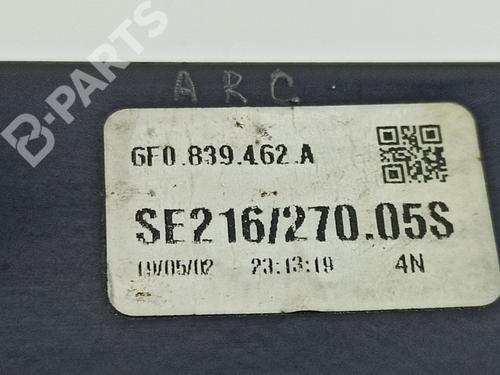 B-PARTS
ARC
6F0.839.462.A
SE216/270.05S
19/05/02 23:13:19 4N